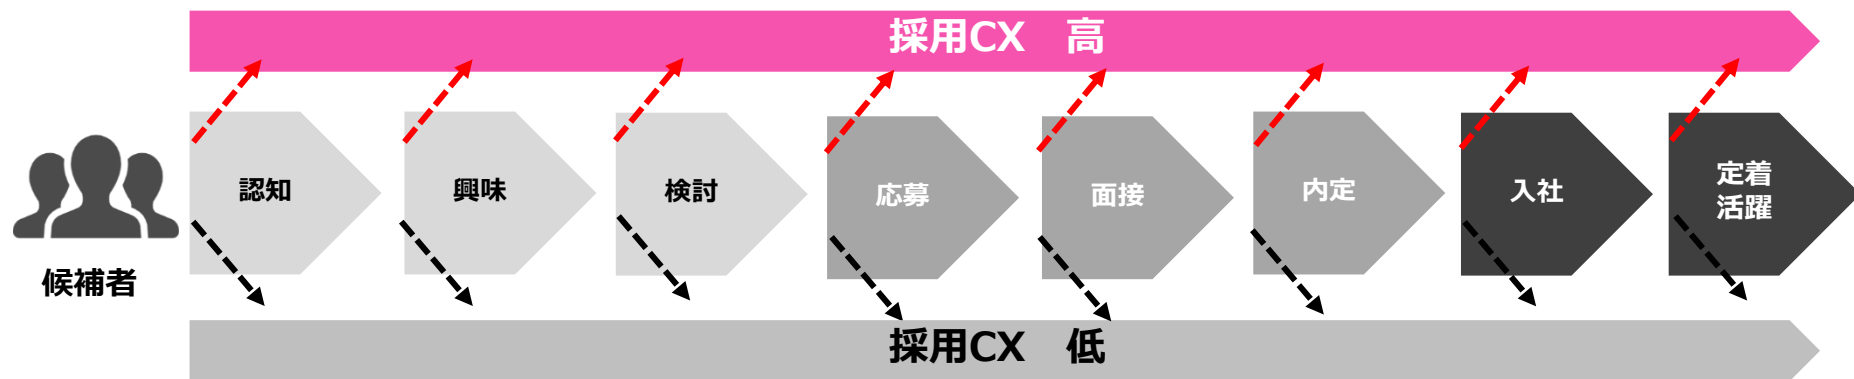 採用CX 高
認知
興味
検討
応募
面接
内定
入社
定着
活躍
候補者
採用CX 低